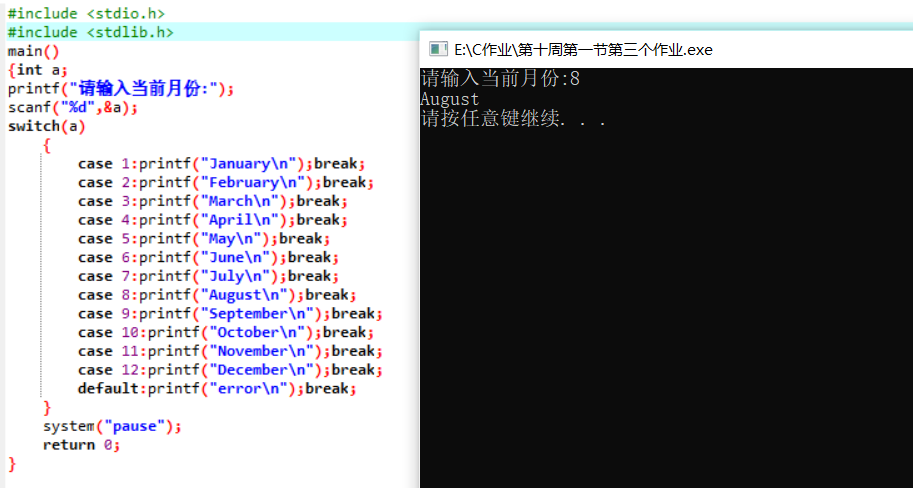 #include <stdio.h>
#include <stdlib.h>
main()
{int a;
printf("请输入当前月份:");
scanf("%d",&a);
switch(a)
{
case 1:printf("January\n");break;
case 2:printf("February\n");break;
case 3:printf("March\n");break;
case 4:printf("April\n");break;
case 5:printf("May\n");break;
case 6:printf("June\n");break;
case 7:printf("July\n");break;
case 8:printf("August\n");break;
case 9:printf("September\n");break;
case 10:printf("October\n");break;
case 11:printf("November\n");break;
case 12:printf("December\n");break;
default:printf("error\n");break;
}
system("pause");
return 0;
}
E:\C作业\第十周第一节第三个作业.exe
请输入当前月份:8
August
请按任意键继续. . .